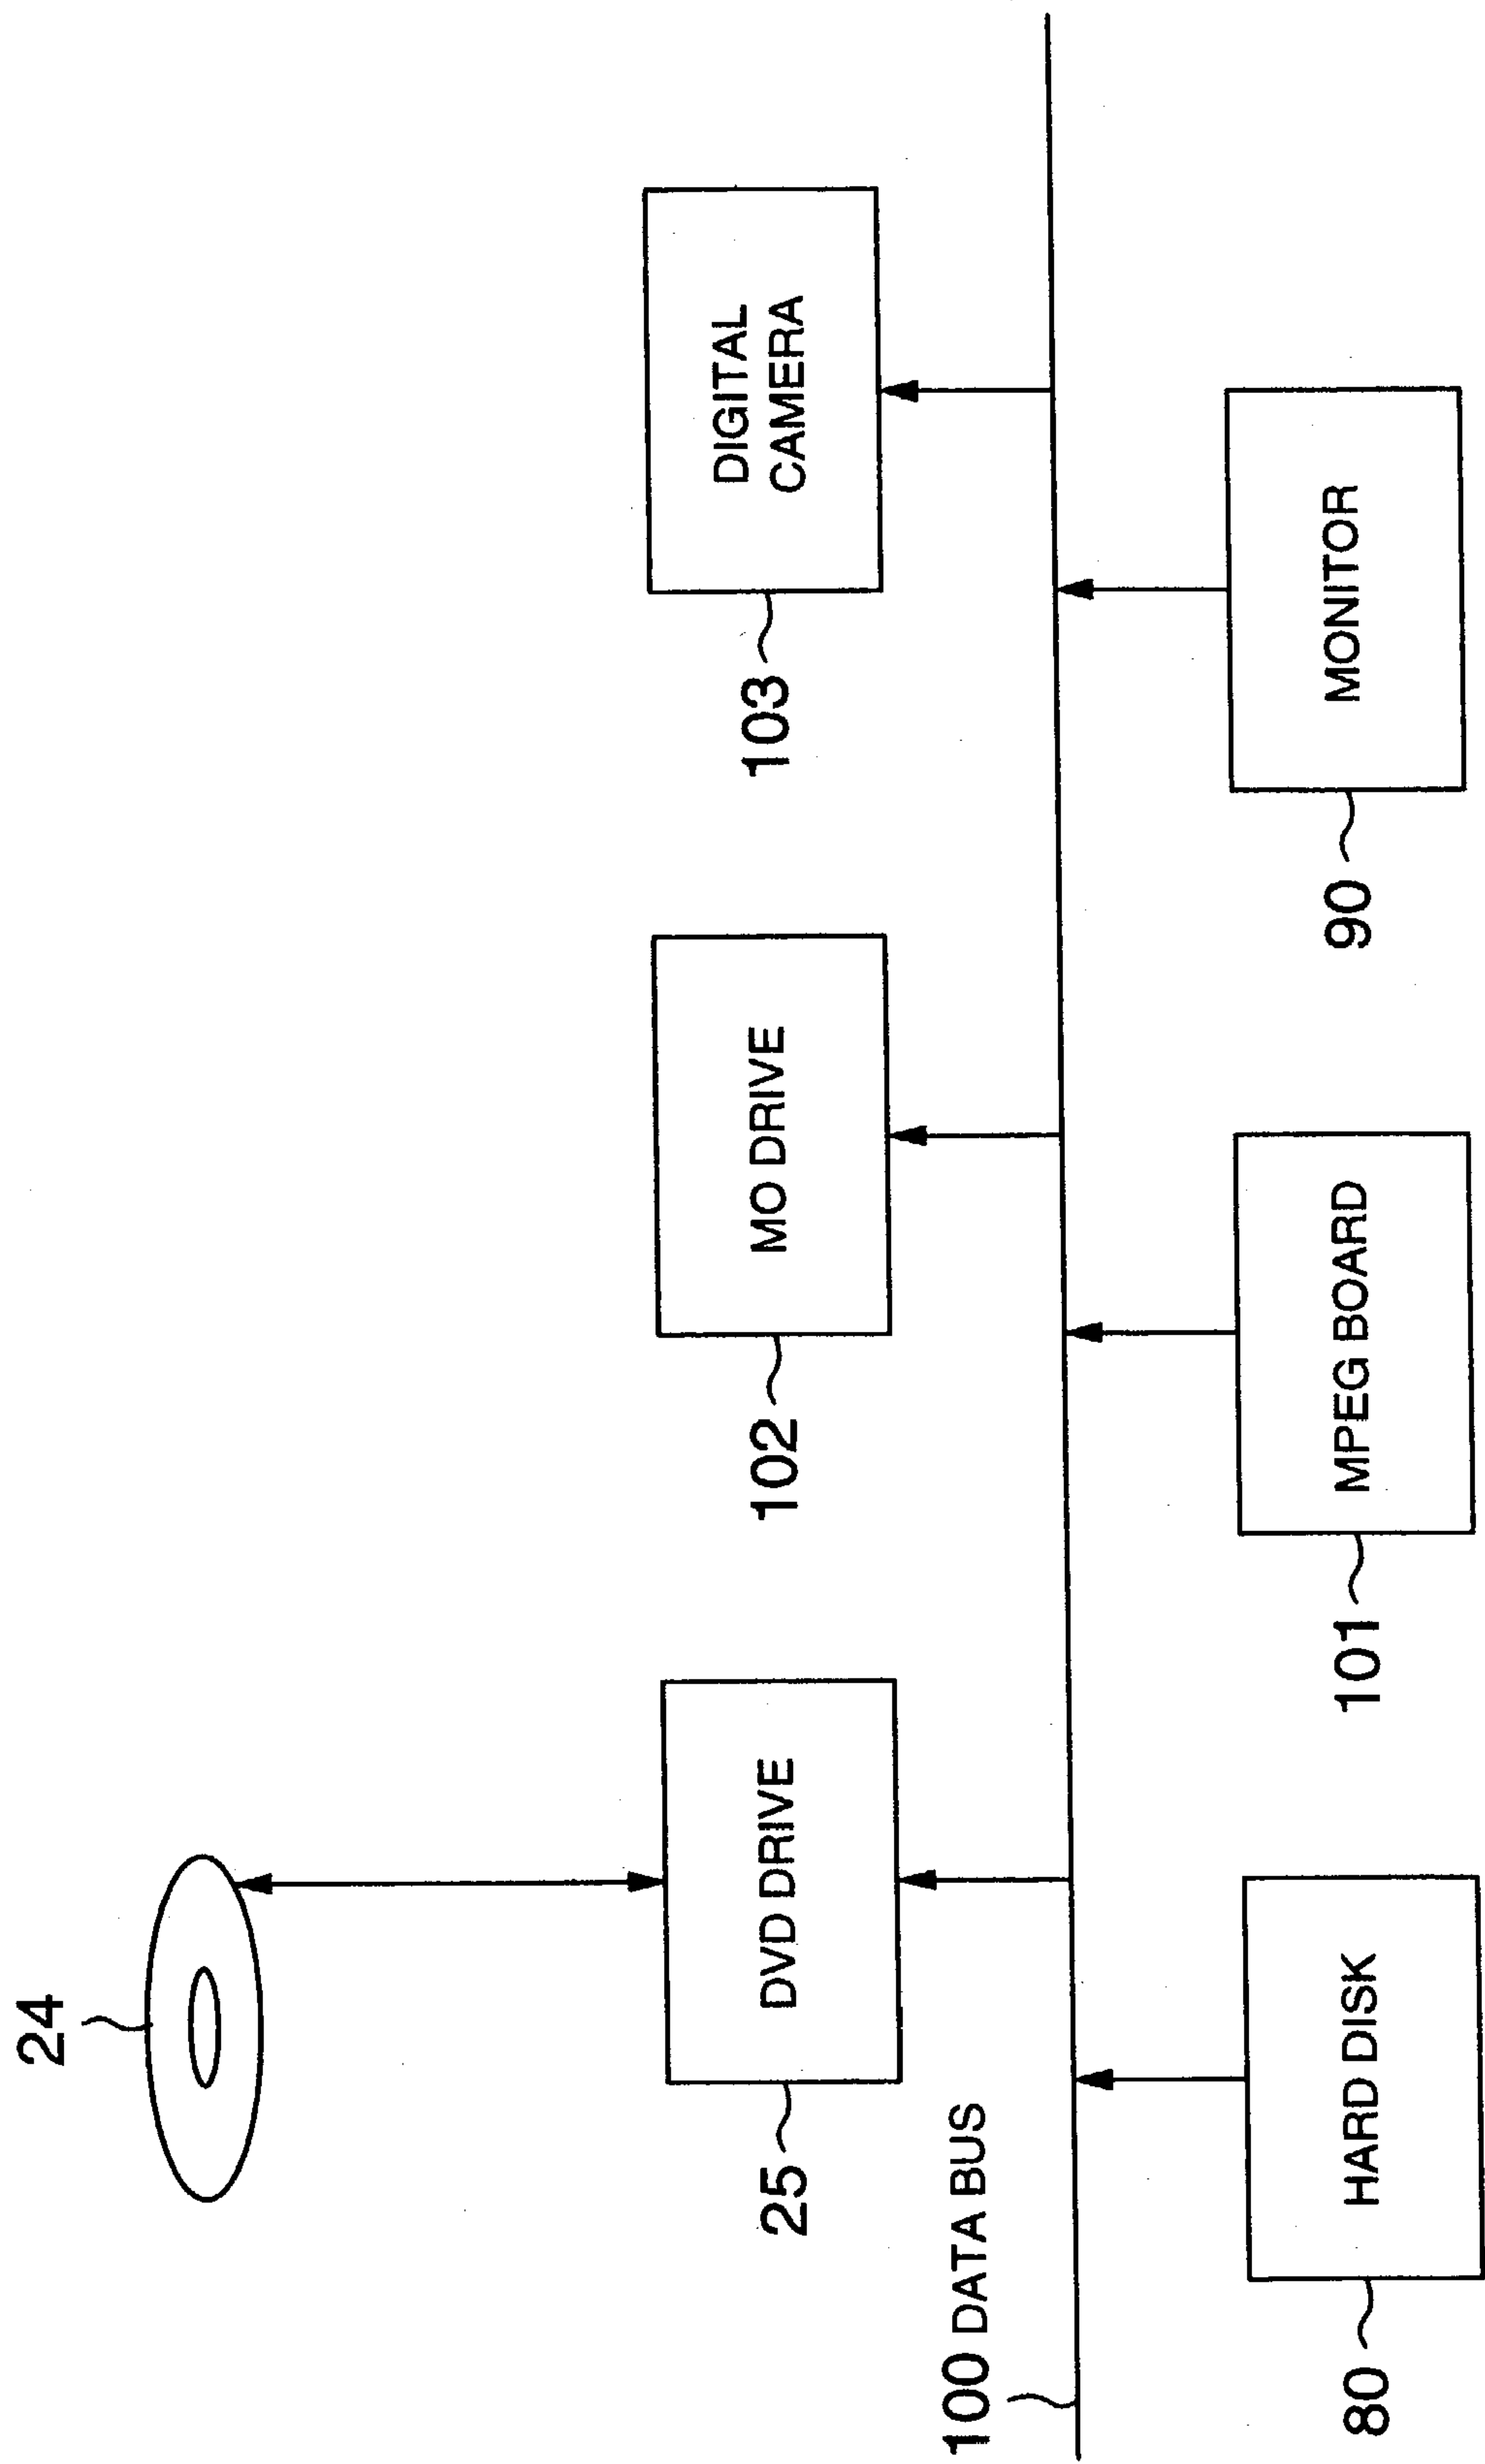 24
25
DVD DRIVE
102
MO DRIVE
103
DIGITAL
CAMERA
100 DATA BUS
80
HARD DISK
101
MPEG BOARD
90
MONITOR